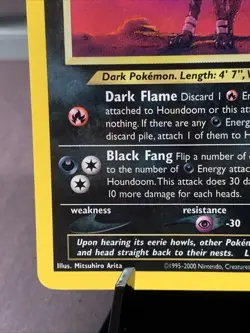 Dark Pokémon. Length: 4' 7",
Dark Flame Discard 1
attached to Houndoom or this
nothing. If there are any Energy
discard pile, attach 1 of them to
Black Fang Flip a number of
to the number of Energy attach
Houndoom. This attack does 30 da
10 more damage for each heads.
weakness
resistance
-30
Upon hearing its eerie howls, other Poké
and head straight back to their nests.
Illus. Mitsuhiro Arita
©1995-2000 Nintendo, Creatures